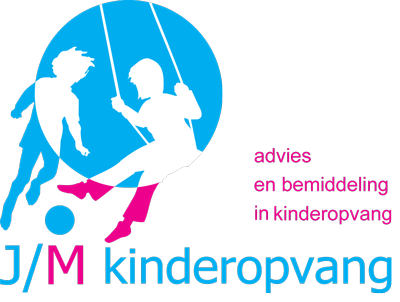 advies
en bemiddeling
in kinderopvang
J/M kinderopvang